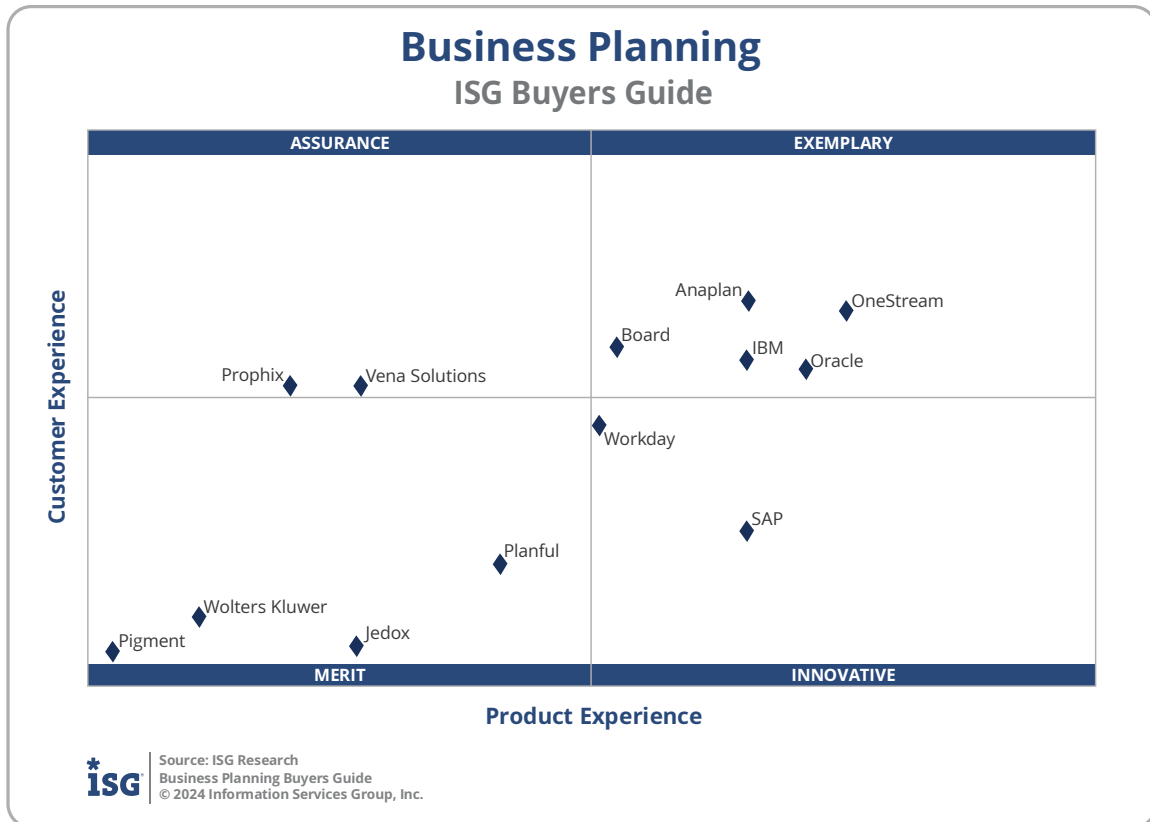 Business Planning
ISG Buyers Guide
ASSURANCE
EXEMPLARY
Anaplan
OneStream
Board
IBM
Oracle
Prophix
Vena Solutions
Customer Experience
Workday
SAP
Planful
Wolters Kluwer
Jedox
Pigment
MERIT
INNOVATIVE
Product Experience
ISG
Source: ISG Research
Business Planning Buyers Guide
© 2024 Information Services Group, Inc.